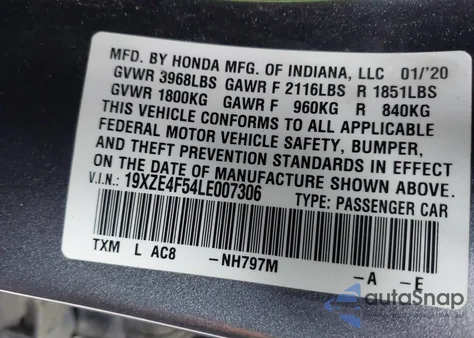 MFD. BY HONDA MFG. OF INDIANA, LLC 01/'20
GVWR 3968LBS GAWR F 2116LBS R 1851LBS
GVWR 1800KG GAWR F 960KG R 840KG
THIS VEHICLE CONFORMS TO ALL APPLICABLE
FEDERAL MOTOR VEHICLE SAFETY, BUMPER,
AND THEFT PREVENTION STANDARDS IN EFFECT
ON THE DATE OF MANUFACTURE SHOWN ABOVE.
V.I.N.: 19XZE4F54LE007306 TYPE: PASSENGER CAR
TXM L AC8 -NH797M -A -E
autoSnap